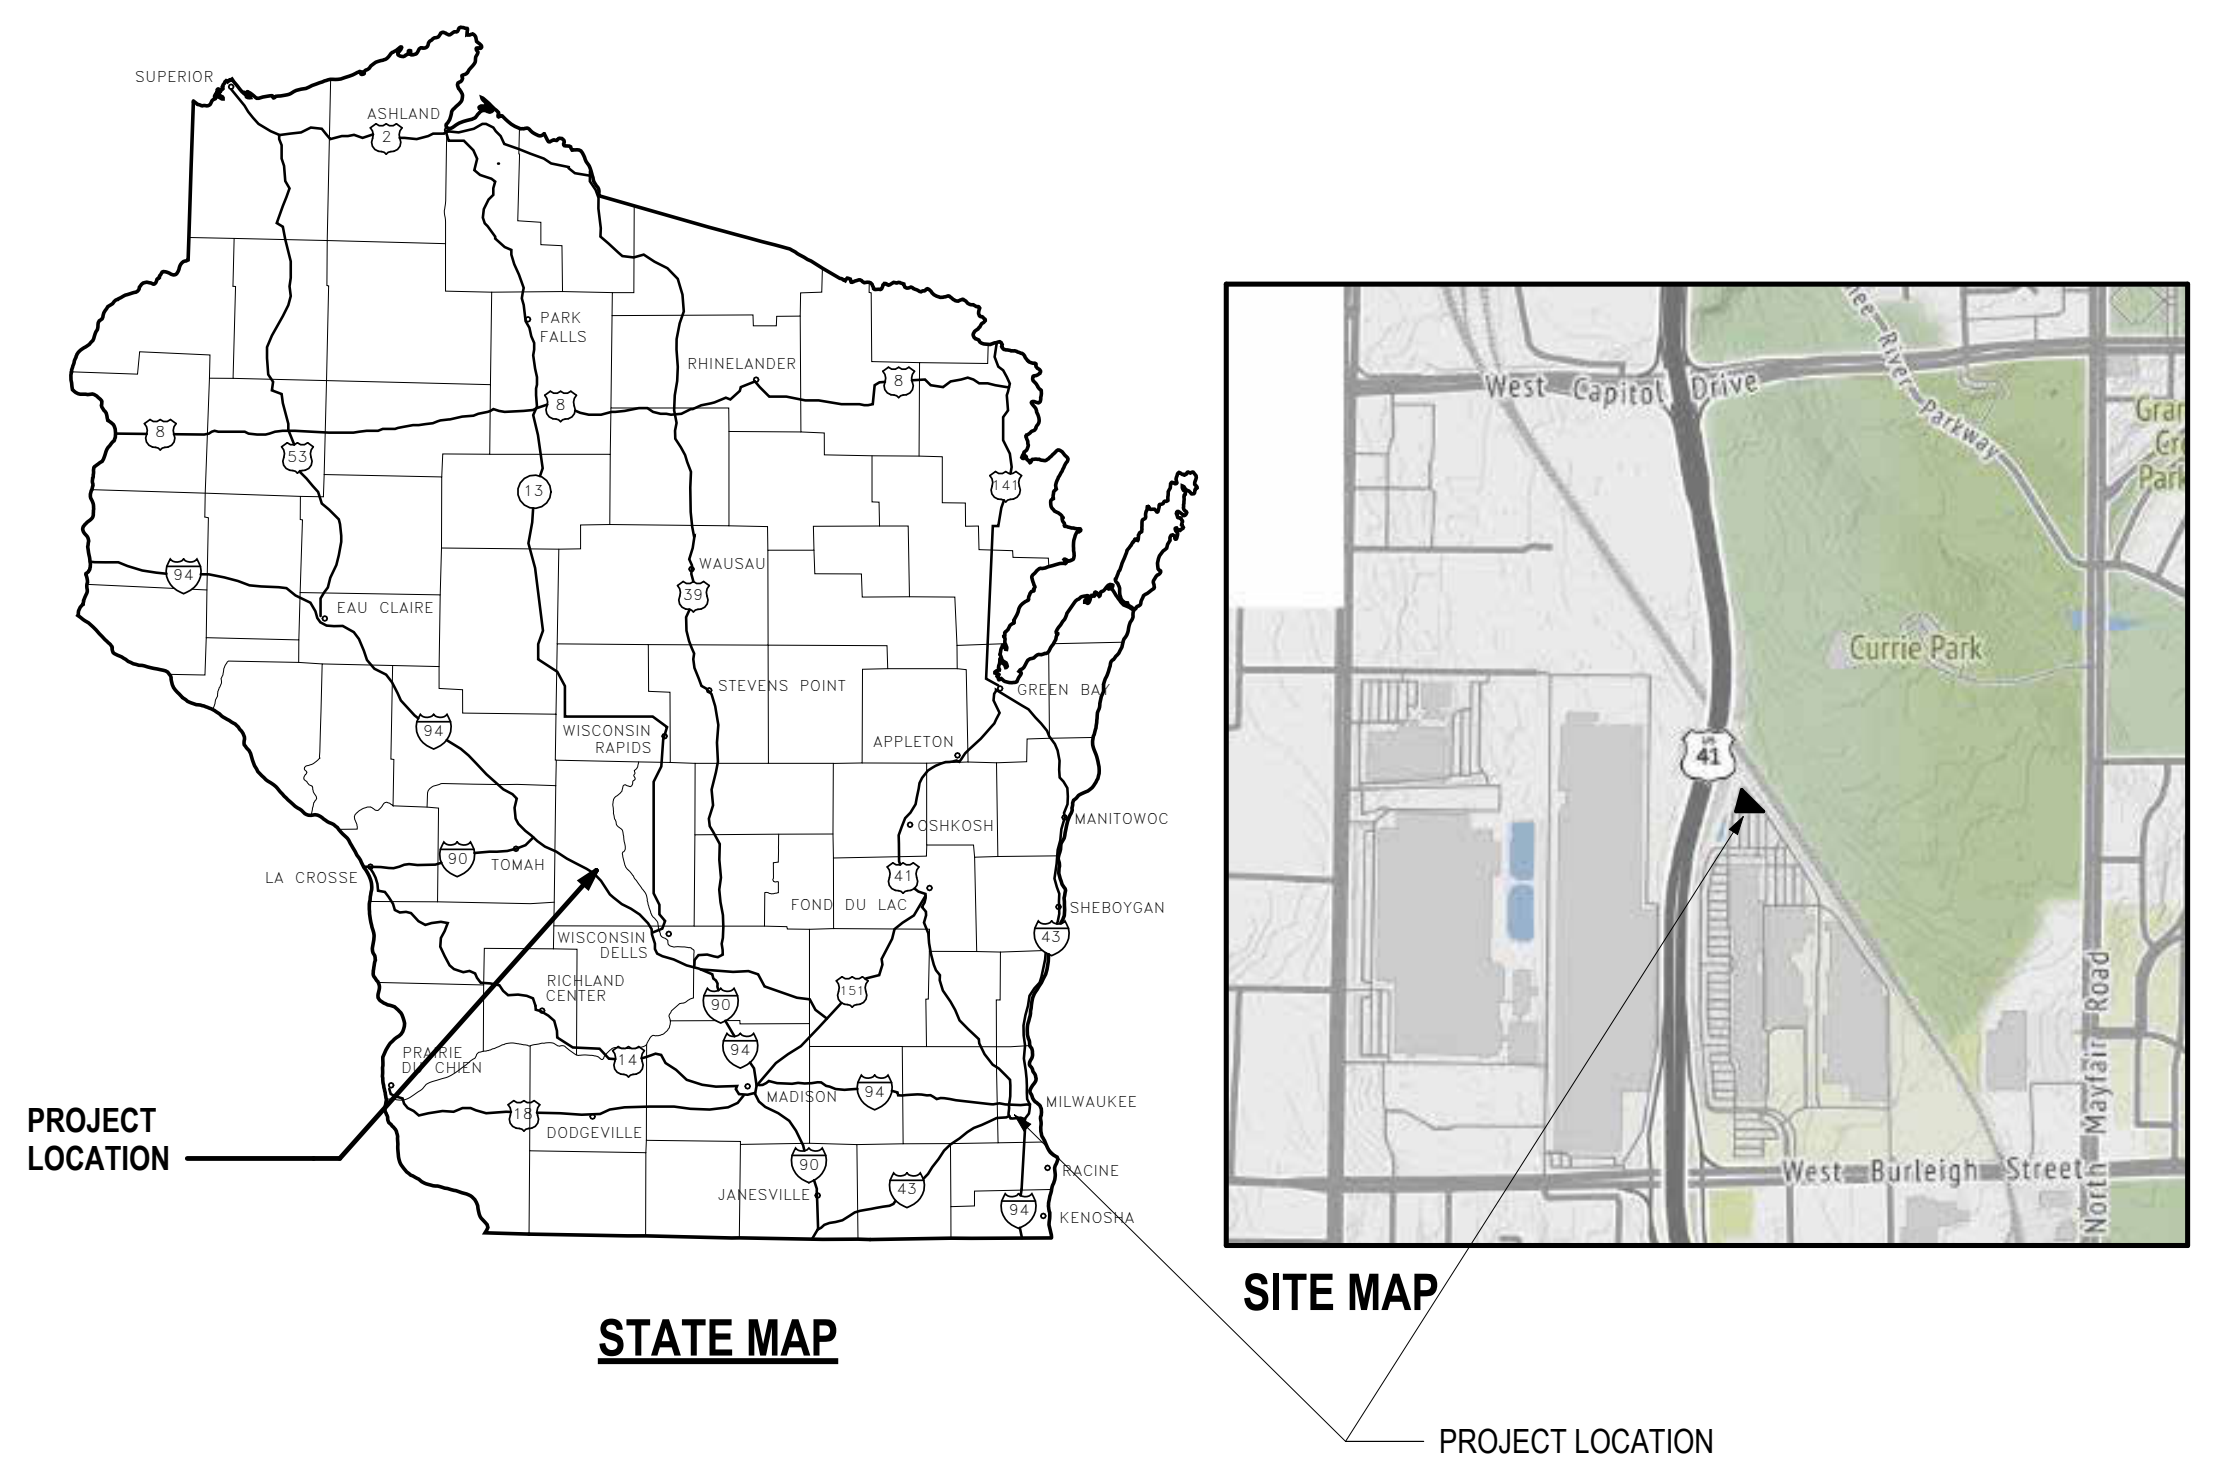 SUPERIOR
ASHLAND
2
PARK
FALLS
RHINELANDER
8
8
8
53
13
141
94
WAUSAU
39
EAU CLAIRE
STEVENS POINT
GREEN BAY
94
WISCONSIN
RAPIDS
APPLETON
OSHKOSH
MANITOWOC
90
TOMAH
LA CROSSE
41
FOND DU LAC
SHEBOYGAN
43
WISCONSIN
DELLS
RICHLAND
CENTER
151
90
94
14
PRAIRIE
DU CHIEN
94
MADISON
MILWAUKEE
18
DODGEVILLE
90
RACINE
JANESVILLE
43
94
KENOSHA
PROJECT
LOCATION
STATE MAP
River Parkway
West Capitol Drive
Park
Currie Park
US
41
North Mayfair Road
West Burleigh Street
SITE MAP
PROJECT LOCATION